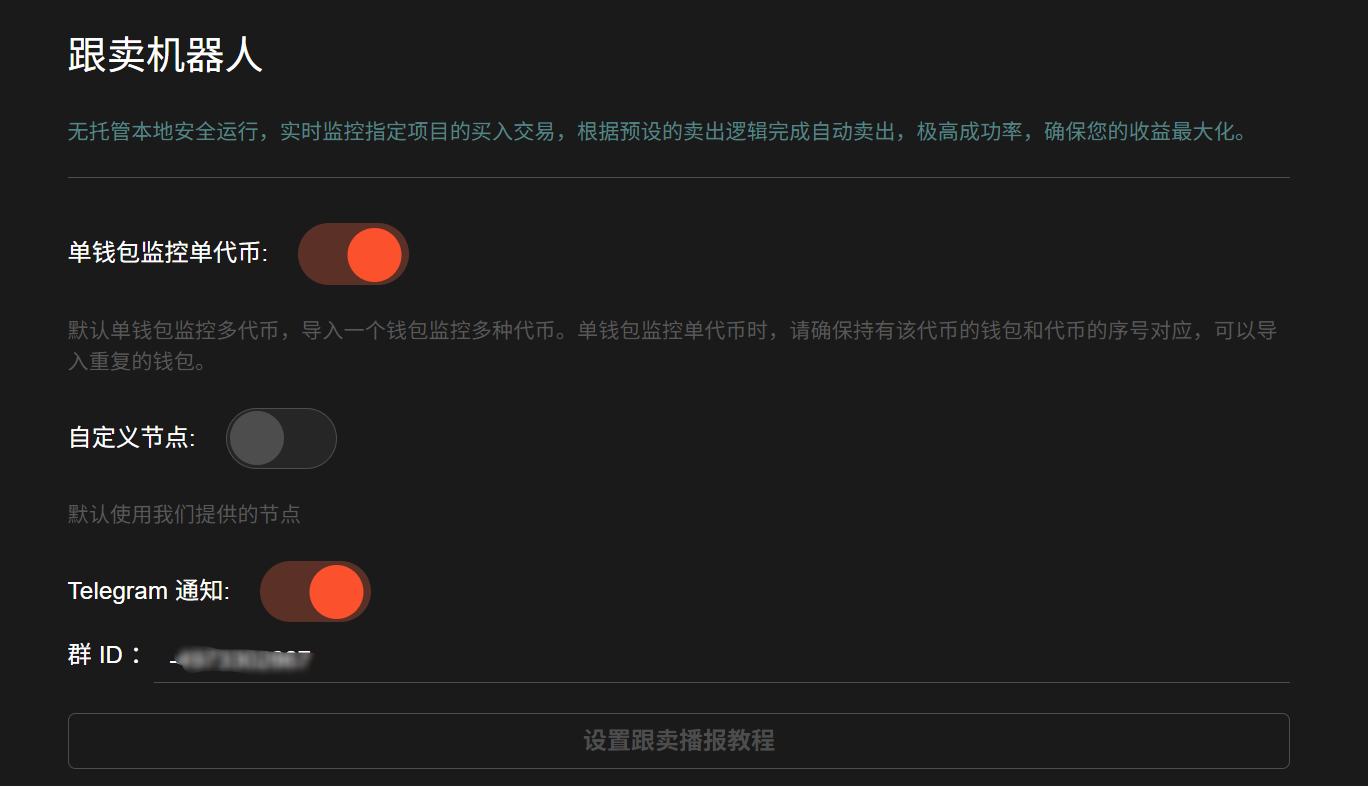 跟卖机器人
无托管本地安全运行，实时监控指定项目的买入交易，根据预设的卖出逻辑完成自动卖出，极高成功率，确保您的收益最大化。
单钱包监控单代币:
默认单钱包监控多代币，导入一个钱包监控多种代币。单钱包监控单代币时，请确保持有该代币的钱包和代币的序号对应，可以导
入重复的钱包。
自定义节点:
默认使用我们提供的节点
Telegram 通知:
群 ID：
设置跟卖播报教程